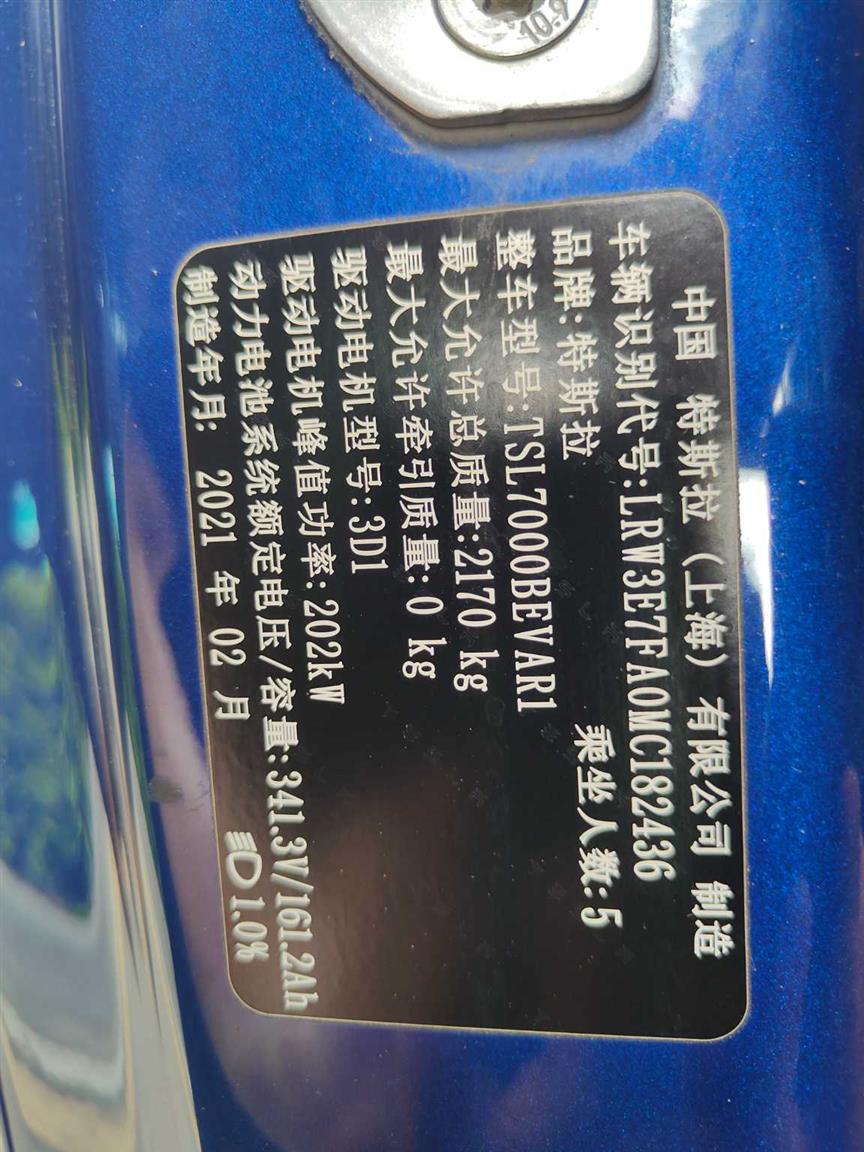 10.9
中国 特斯拉（上海）有限公司 制造
车辆识别代号:LRW3E7FA0MC182436
品牌:特斯拉 乘坐人数:5
整车型号:TSL7000BEVAR1
最大允许总质量:2170 kg
最大允许牵引质量:0 kg
驱动电机型号:3D1
驱动电机峰值功率:202kW
动力电池系统额定电压/容量:341.3V/161.2Ah
制造年月: 2021 年 02 月 1.0%